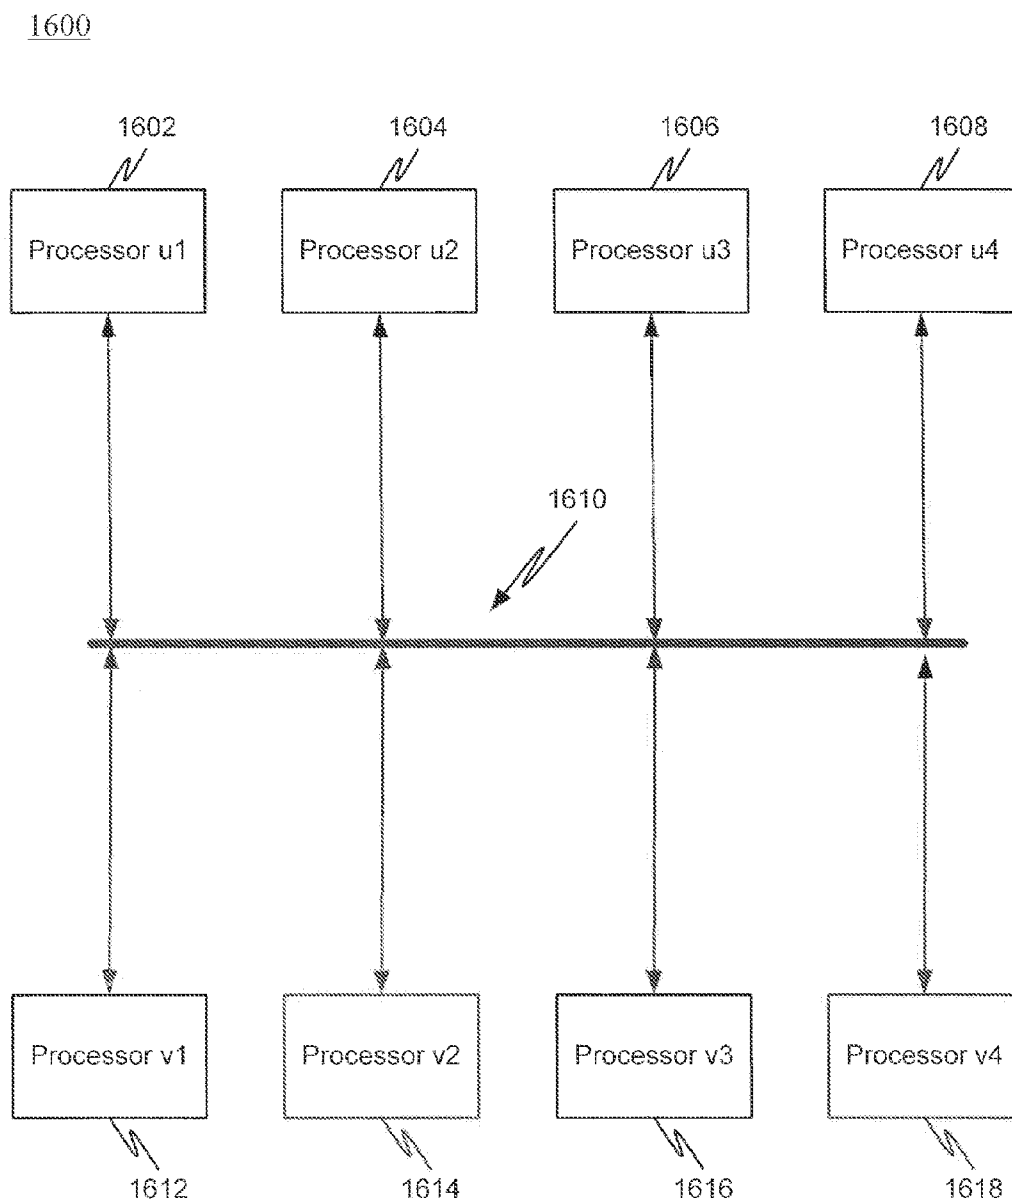 1600
1602
1604
1606
1608
Processor u1
Processor u2
Processor u3
Processor u4
1610
Processor v1
Processor v2
Processor v3
Processor v4
1612
1614
1616
1618